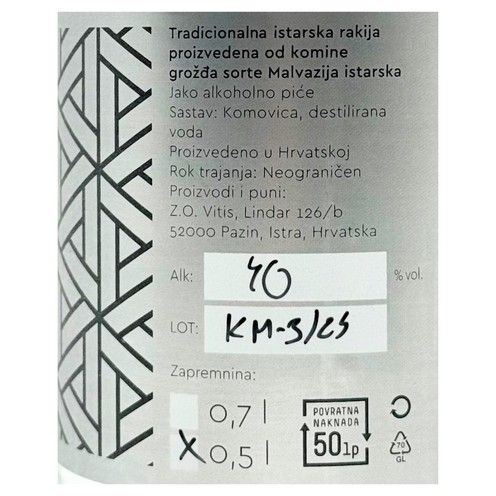 Tradicionalna istarska rakija
proizvedena od komine
grožđa sorte Malvazija istarska
Jako alkoholno piće
Sastav: Komovica, destilirana
voda
Proizvedeno u Hrvatskoj
Rok trajanja: Neograničen
Proizvodi i puni:
Z.O. Vitis, Lindar 126/b
52000 Pazin, Istra, Hrvatska
Alk: 40 % vol.
LOT: KM-3/25
Zapremnina:
0,7 l
X 0,5 l
POVRATNA
NAKNADA
50 lp
70
GL